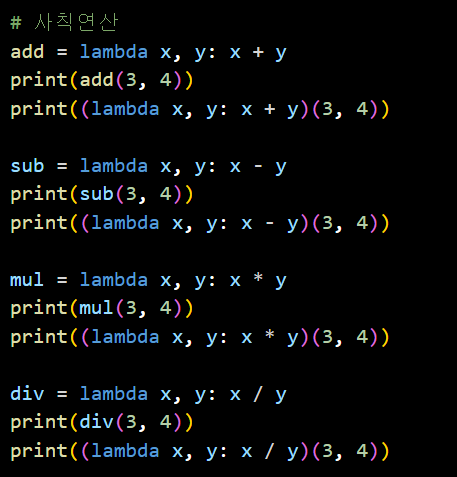 # 사칙연산
add = lambda x, y: x + y
print(add(3, 4))
print((lambda x, y: x + y)(3, 4))
sub = lambda x, y: x - y
print(sub(3, 4))
print((lambda x, y: x - y)(3, 4))
mul = lambda x, y: x * y
print(mul(3, 4))
print((lambda x, y: x * y)(3, 4))
div = lambda x, y: x / y
print(div(3, 4))
print((lambda x, y: x / y)(3, 4))